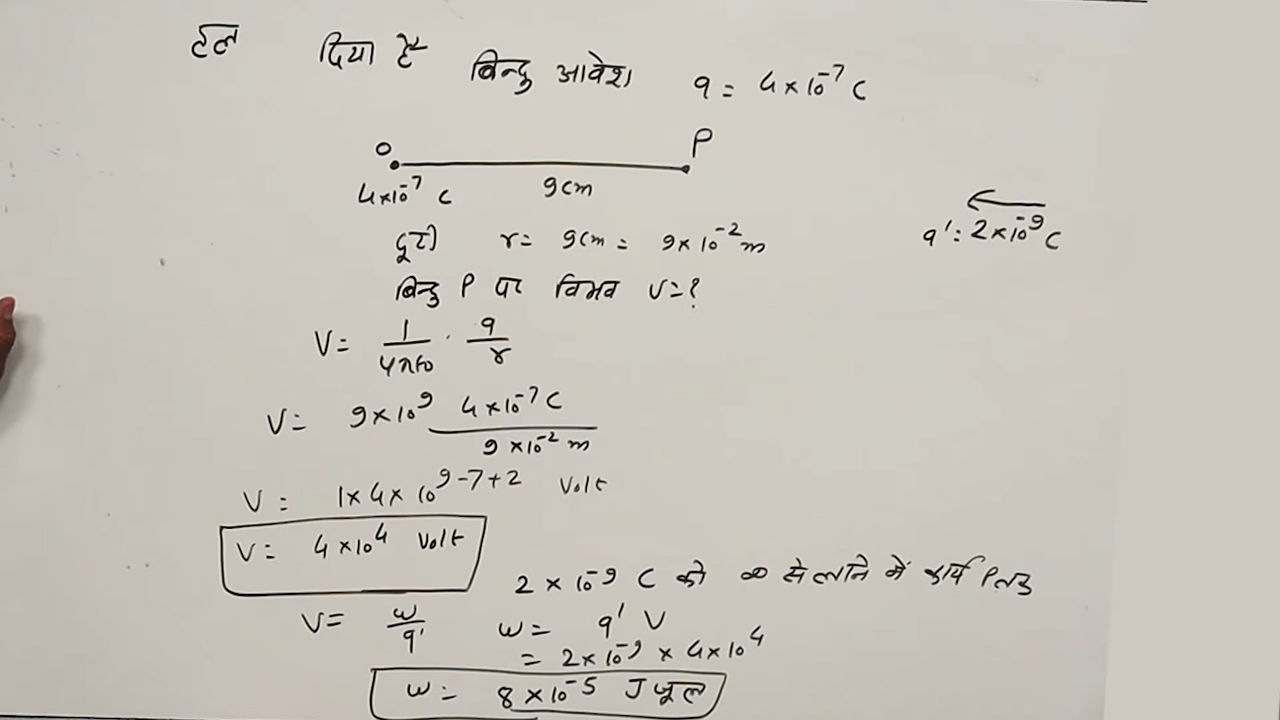 हल दिया है बिन्दु आवेश q = 4×10⁻⁷ C
O P
4×10⁻⁷ C 9cm
q' = 2×10⁻⁹ C
दूरी r = 9cm = 9×10⁻² m
बिन्दु P पर विभव V=?
V= 1/4πε₀ · q/r
V= 9×10⁹ 4×10⁻⁷ C / 9×10⁻² m
V= 1×4×10⁹⁻⁷⁺² Volt
V= 4×10⁴ Volt
2×10⁻⁹ C को ∞ से लाने में कार्य P तक
V= ω/q' ω= q' V
= 2×10⁻⁹ × 4×10⁴
ω= 8×10⁻⁵ J जूल